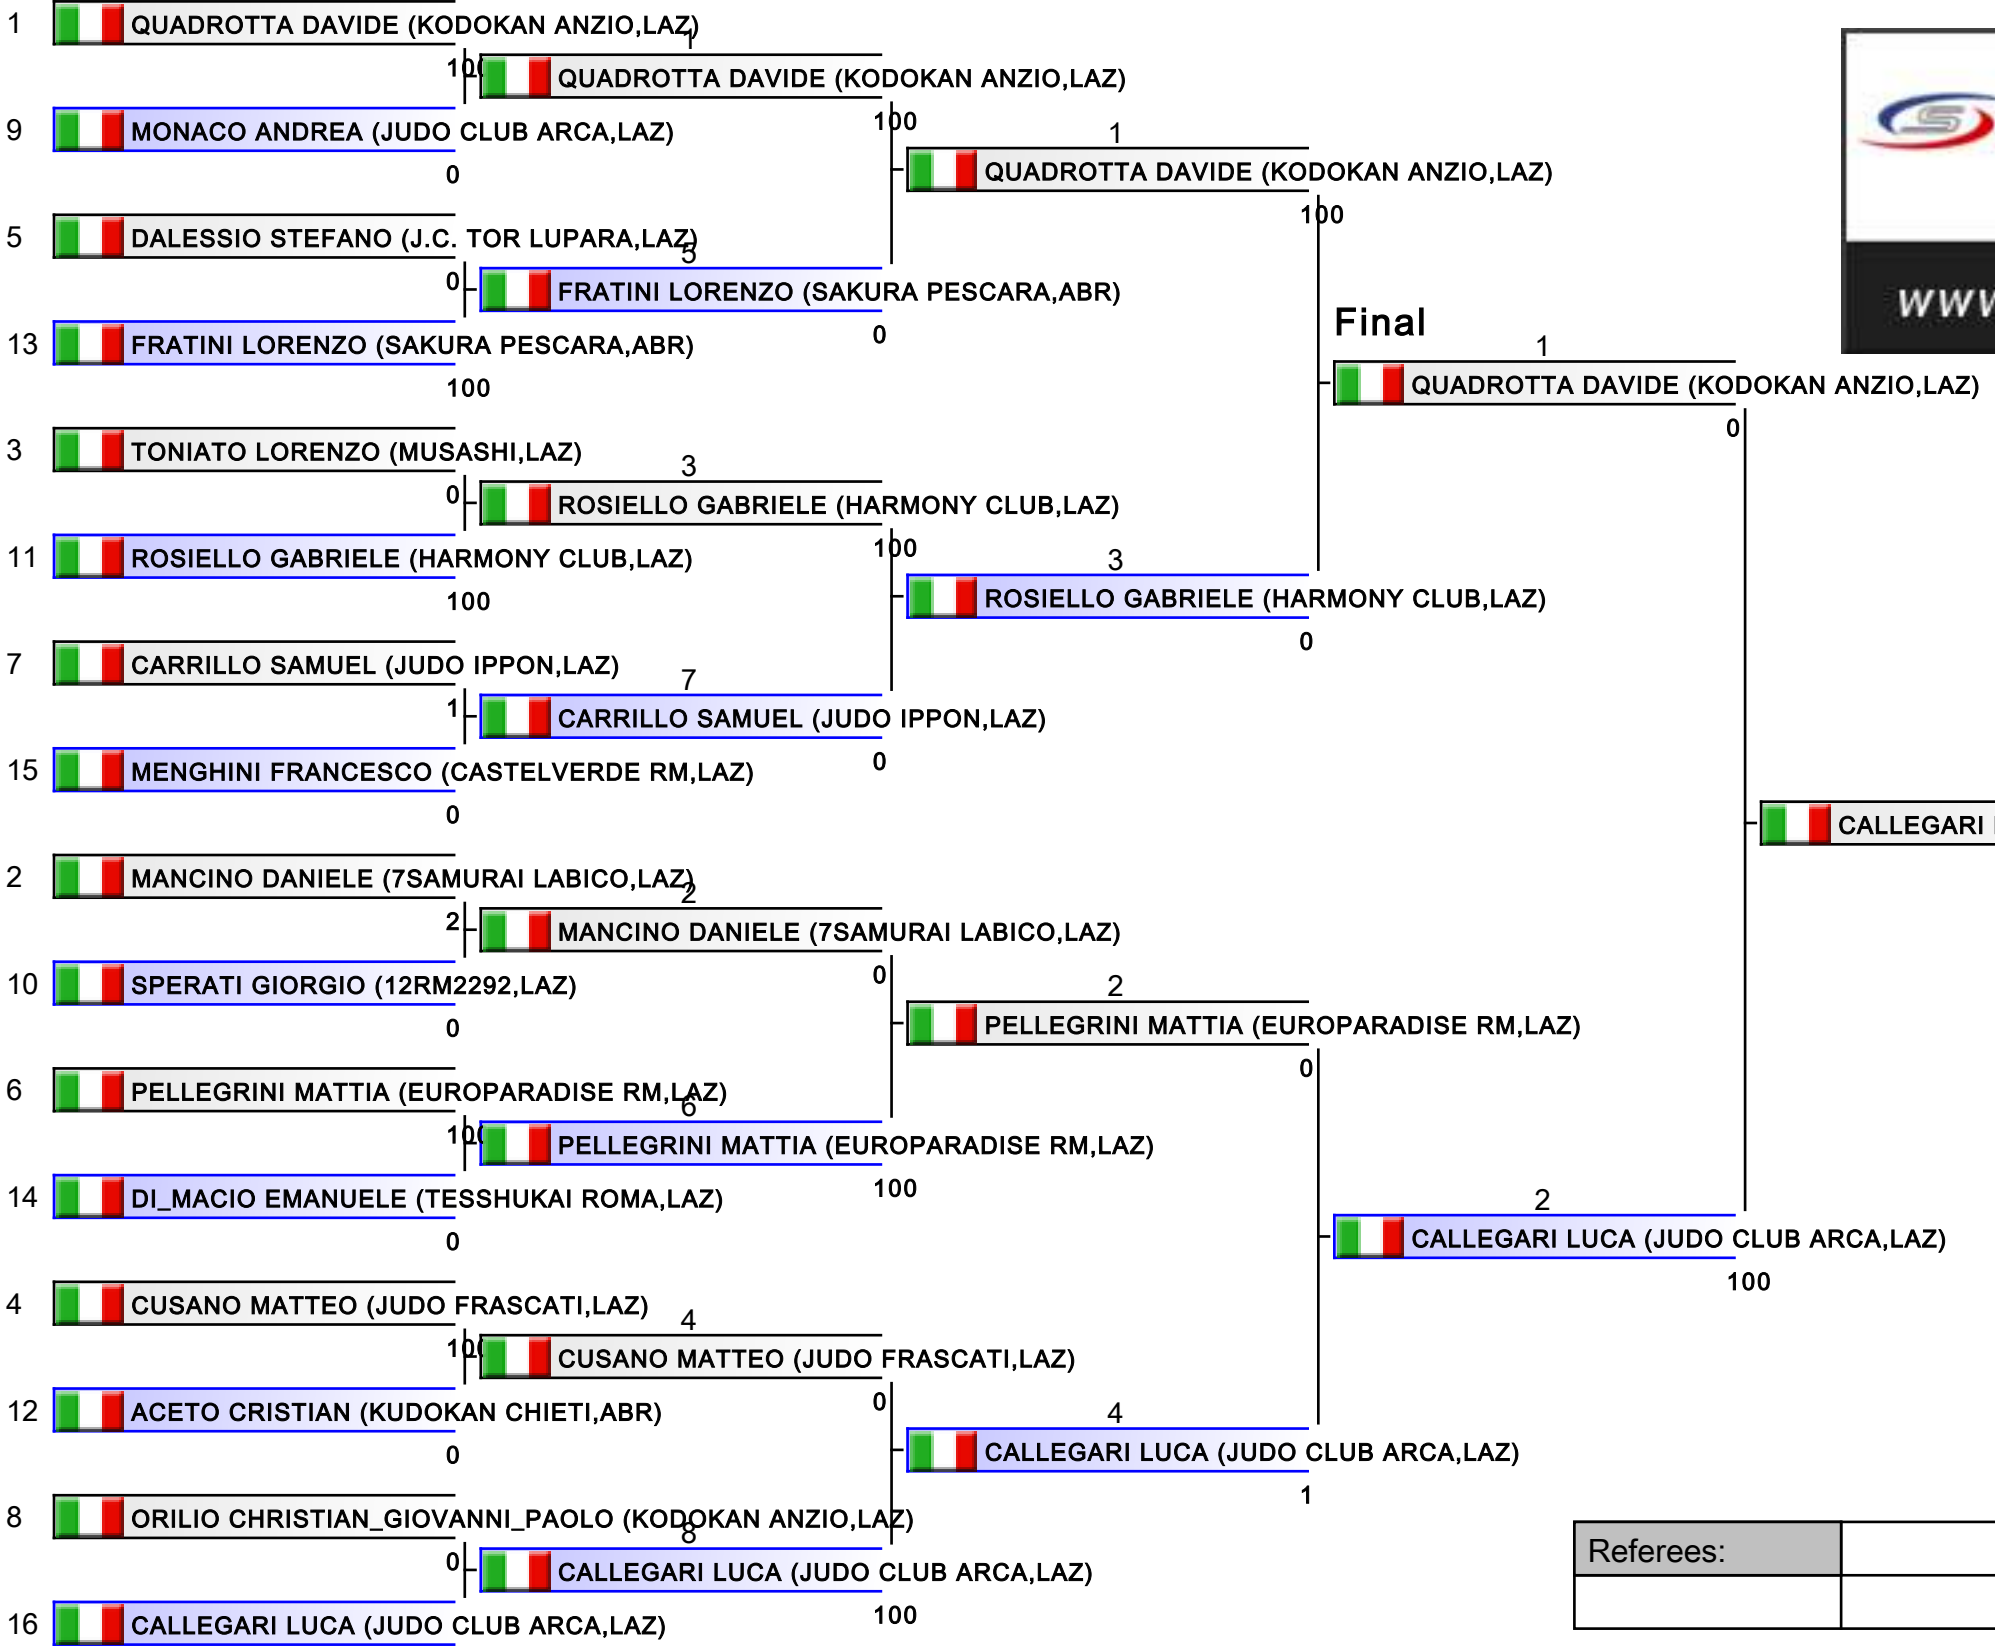 1 QUADROTTA DAVIDE (KODOKAN ANZIO,LAZ)
100
9 MONACO ANDREA (JUDO CLUB ARCA,LAZ)
0
5 DALESSIO STEFANO (J.C. TOR LUPARA,LAZ)
0
13 FRATINI LORENZO (SAKURA PESCARA,ABR)
100
3 TONIATO LORENZO (MUSASHI,LAZ)
0
11 ROSIELLO GABRIELE (HARMONY CLUB,LAZ)
100
7 CARRILLO SAMUEL (JUDO IPPON,LAZ)
1
15 MENGHINI FRANCESCO (CASTELVERDE RM,LAZ)
0
2 MANCINO DANIELE (7SAMURAI LABICO,LAZ)
2
10 SPERATI GIORGIO (12RM2292,LAZ)
0
6 PELLEGRINI MATTIA (EUROPARADISE RM,LAZ)
100
14 DI_MACIO EMANUELE (TESSHUKAI ROMA,LAZ)
0
4 CUSANO MATTEO (JUDO FRASCATI,LAZ)
100
12 ACETO CRISTIAN (KUDOKAN CHIETI,ABR)
0
8 ORILIO CHRISTIAN_GIOVANNI_PAOLO (KODOKAN ANZIO,LAZ)
0
16 CALLEGARI LUCA (JUDO CLUB ARCA,LAZ)
1
QUADROTTA DAVIDE (KODOKAN ANZIO,LAZ)
100
5
FRATINI LORENZO (SAKURA PESCARA,ABR)
0
3
ROSIELLO GABRIELE (HARMONY CLUB,LAZ)
100
7
CARRILLO SAMUEL (JUDO IPPON,LAZ)
0
2
MANCINO DANIELE (7SAMURAI LABICO,LAZ)
0
6
PELLEGRINI MATTIA (EUROPARADISE RM,LAZ)
100
4
CUSANO MATTEO (JUDO FRASCATI,LAZ)
0
8
CALLEGARI LUCA (JUDO CLUB ARCA,LAZ)
100
1
QUADROTTA DAVIDE (KODOKAN ANZIO,LAZ)
100
3
ROSIELLO GABRIELE (HARMONY CLUB,LAZ)
0
2
PELLEGRINI MATTIA (EUROPARADISE RM,LAZ)
0
4
CALLEGARI LUCA (JUDO CLUB ARCA,LAZ)
1
Final
1
QUADROTTA DAVIDE (KODOKAN ANZIO,LAZ)
0
2
CALLEGARI LUCA (JUDO CLUB ARCA,LAZ)
100
CALLEGARI
S
www
Referees: